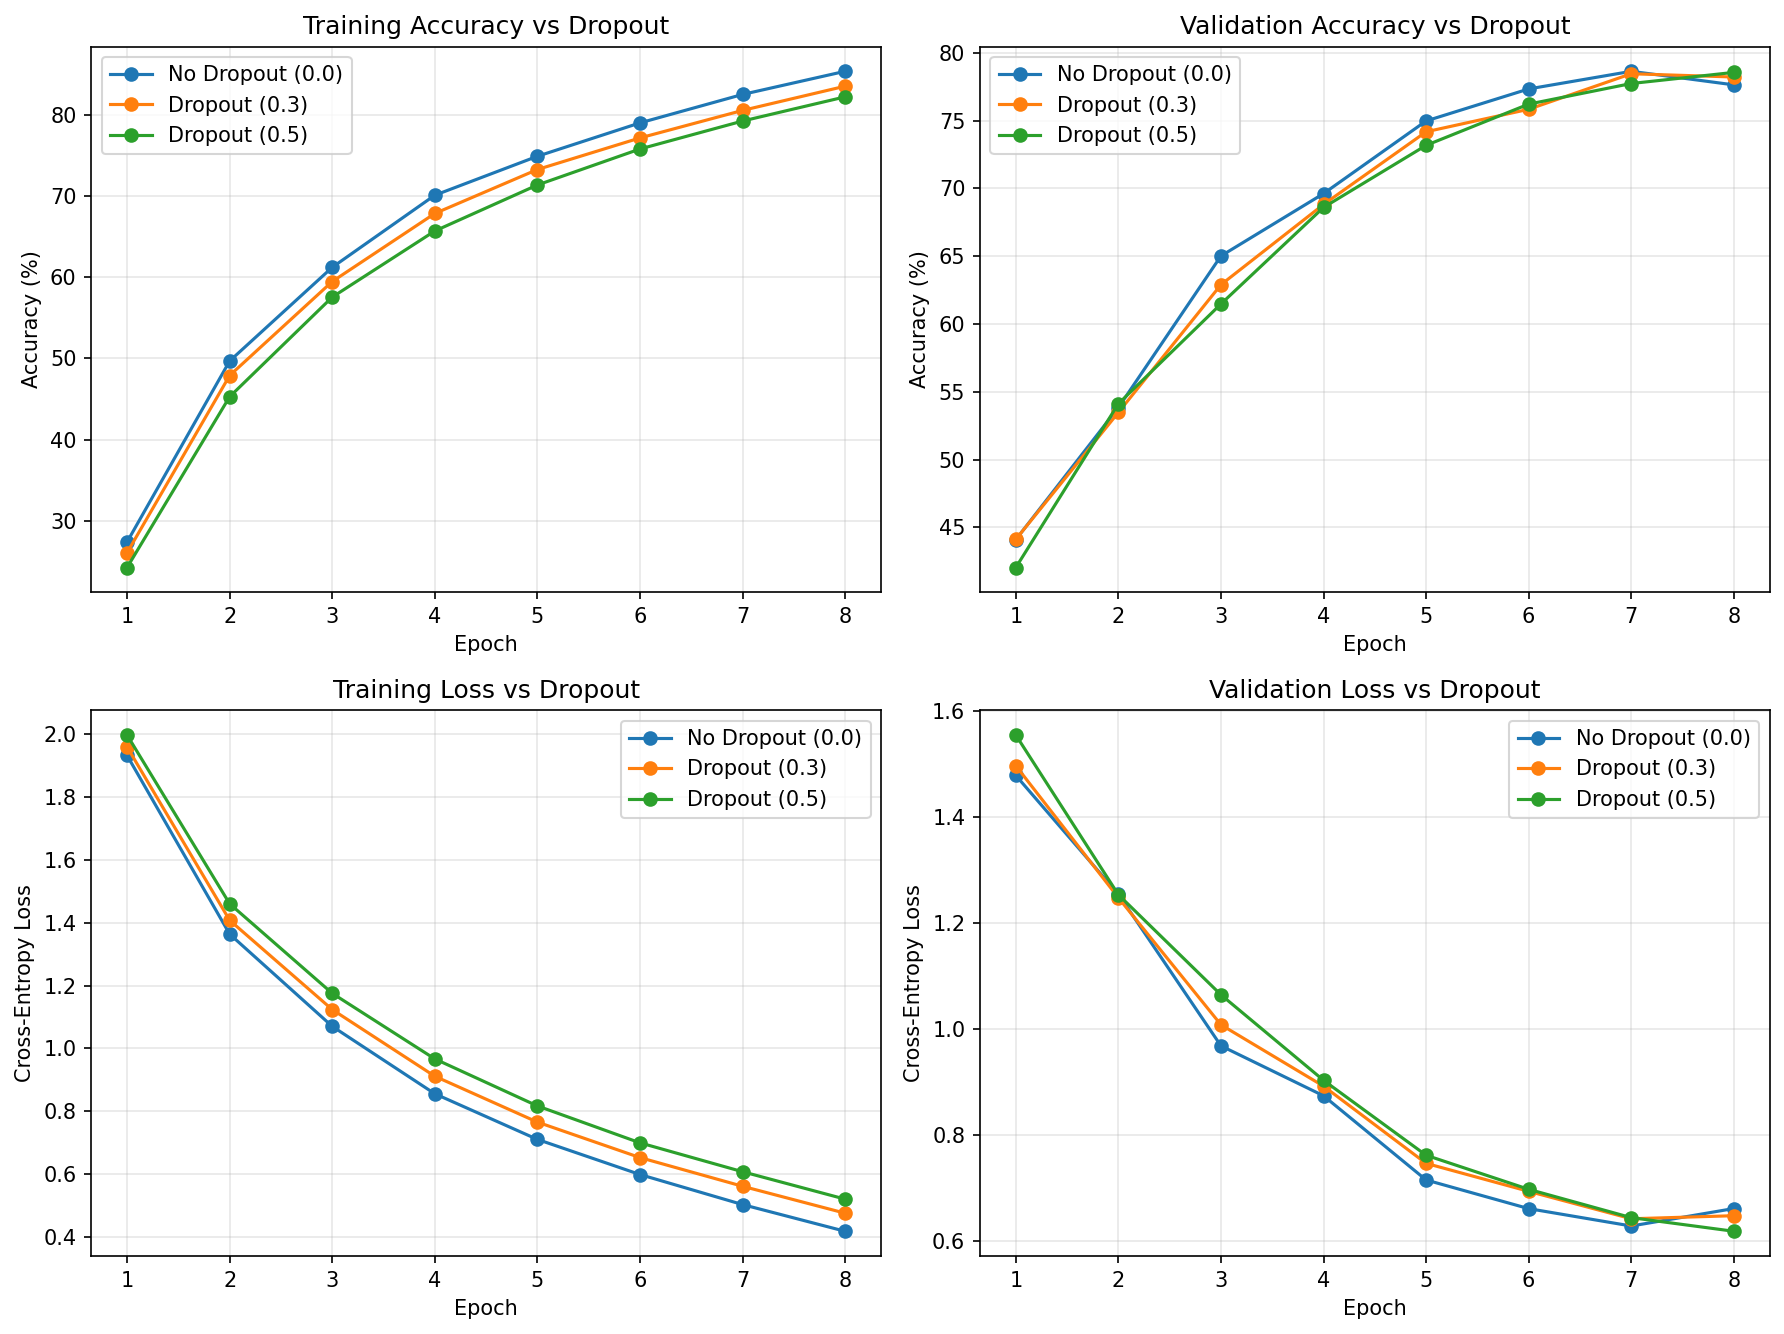 Training Accuracy vs Dropout
No Dropout (0.0)
Dropout (0.3)
Dropout (0.5)
Accuracy (%)
80
70
60
50
40
30
1 2 3 4 5 6 7 8
Epoch
Validation Accuracy vs Dropout
No Dropout (0.0)
Dropout (0.3)
Dropout (0.5)
Accuracy (%)
80
75
70
65
60
55
50
45
1 2 3 4 5 6 7 8
Epoch
Training Loss vs Dropout
No Dropout (0.0)
Dropout (0.3)
Dropout (0.5)
Cross-Entropy Loss
2.0
1.8
1.6
1.4
1.2
1.0
0.8
0.6
0.4
1 2 3 4 5 6 7 8
Epoch
Validation Loss vs Dropout
No Dropout (0.0)
Dropout (0.3)
Dropout (0.5)
Cross-Entropy Loss
1.6
1.4
1.2
1.0
0.8
0.6
1 2 3 4 5 6 7 8
Epoch